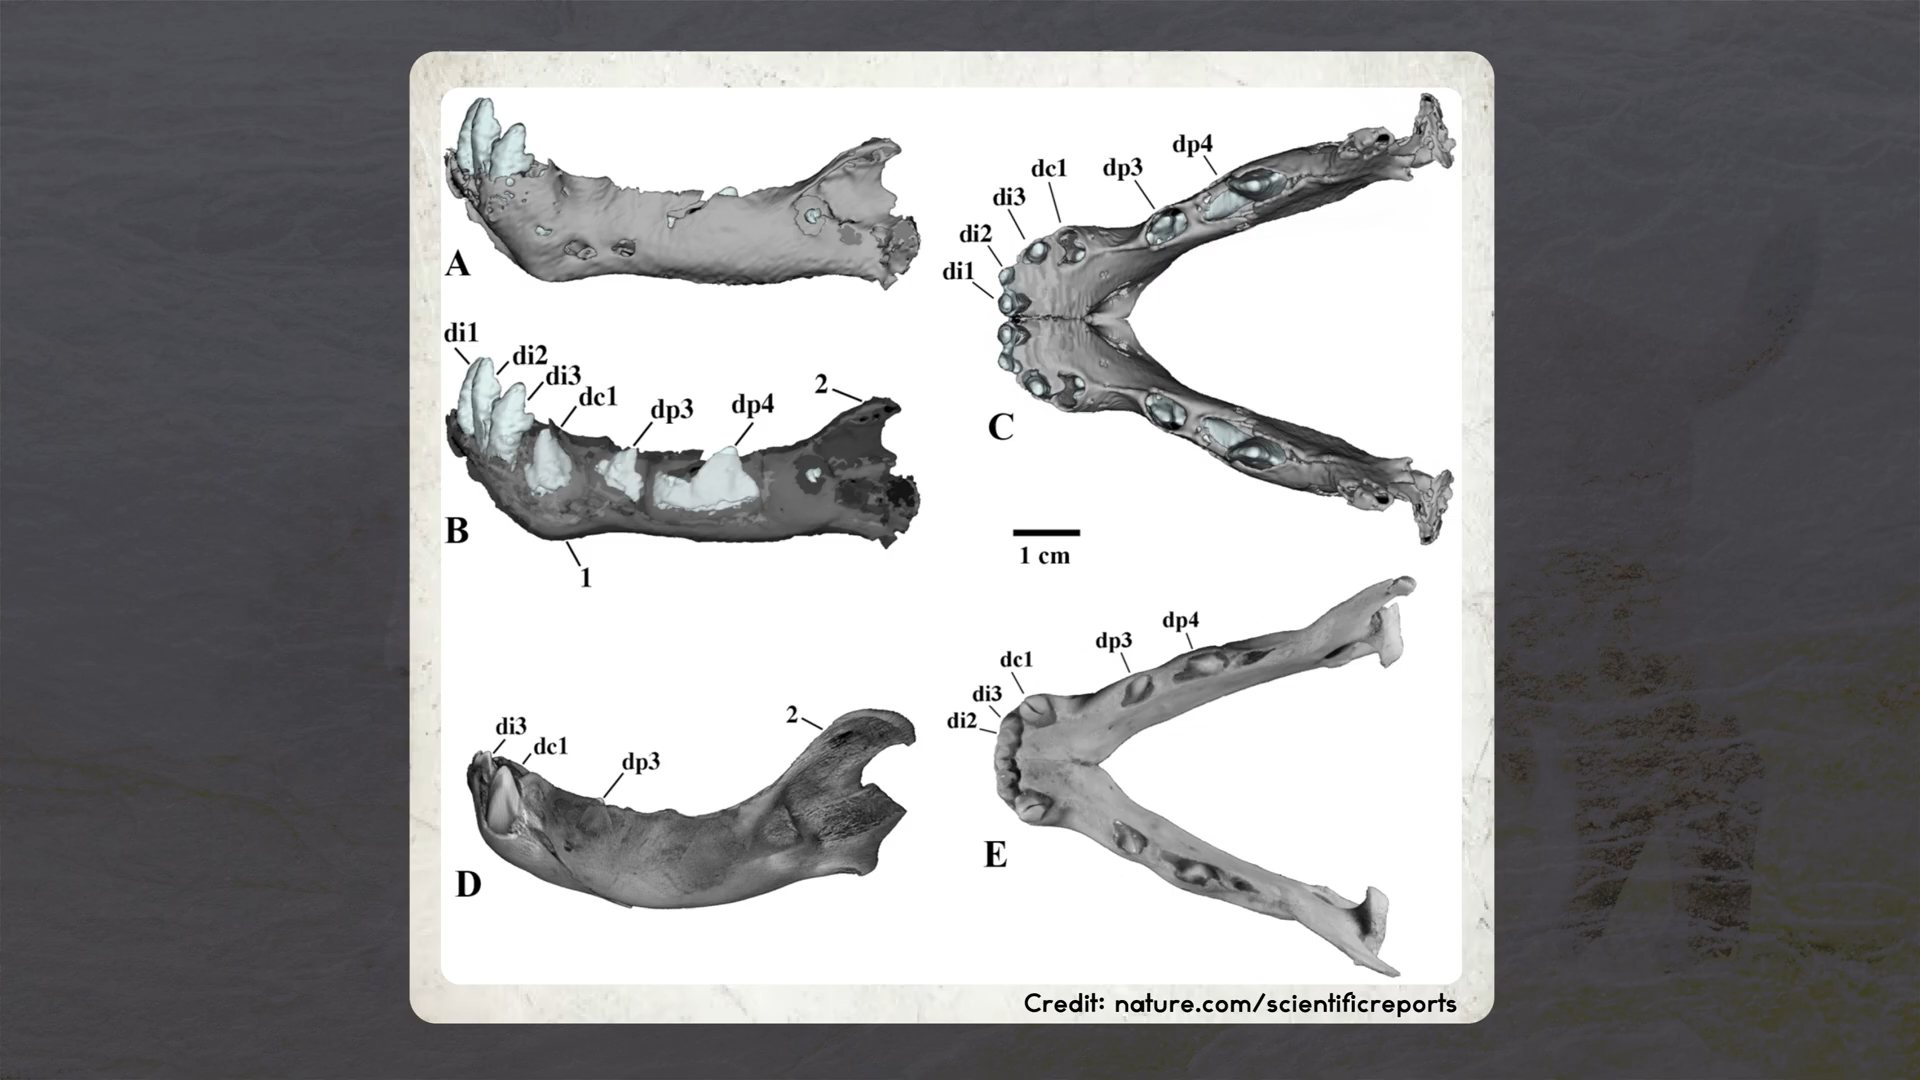 A
di1
di2
di3
dc1
dp3
dp4
2
B
1
dp4
dp3
dc1
di3
di2
di1
C
1 cm
di3
dc1
dp3
2
D
dp4
dp3
dc1
di3
di2
E
Credit: nature.com/scientificreports